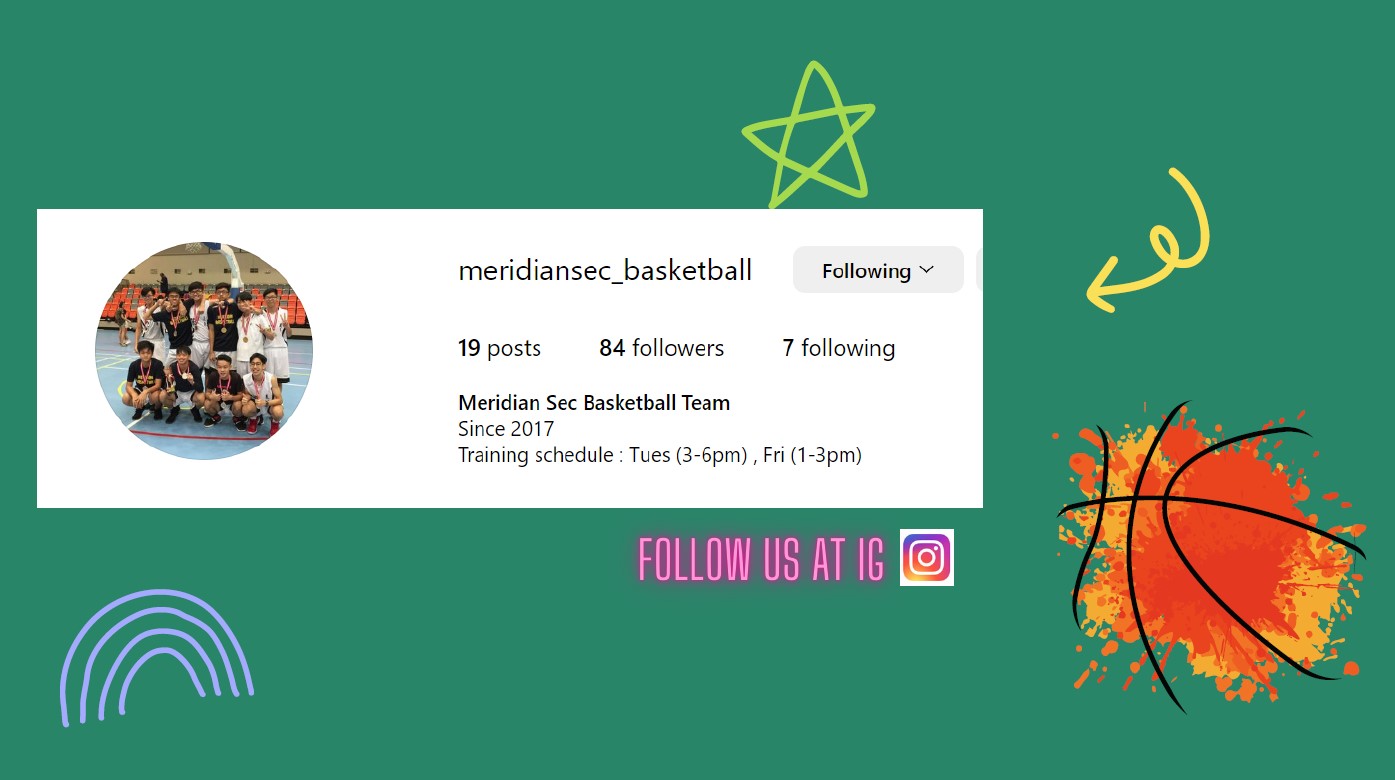 meridiansec_basketball
Following
19 posts 84 followers 7 following
Meridian Sec Basketball Team
Since 2017
Training schedule : Tues (3-6pm) , Fri (1-3pm)
FOLLOW US AT IG